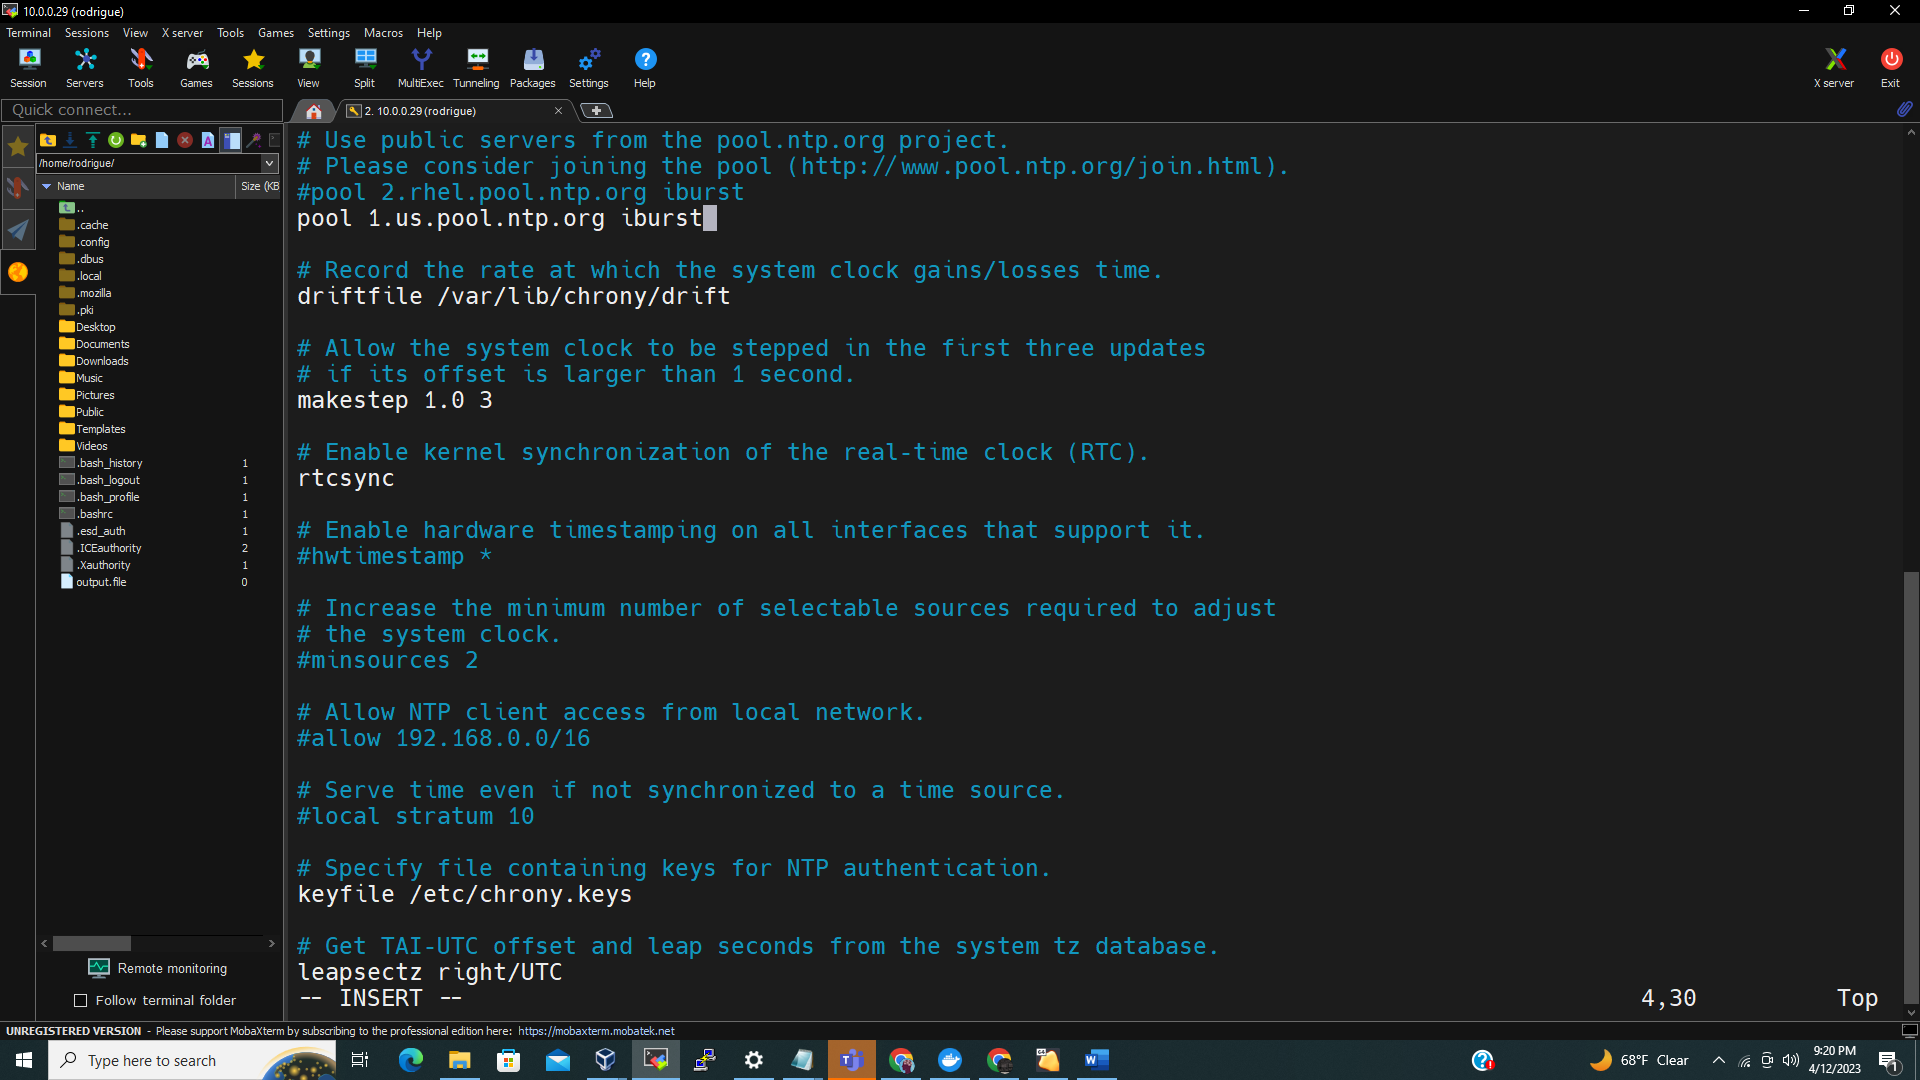 10.0.0.29 (rodrigue)
Terminal Sessions View X server Tools Games Settings Macros Help
Session Servers Tools Games Sessions View Split MultiExec Tunneling Packages Settings Help X server Exit
Quick connect...
2. 10.0.0.29 (rodrigue)
/home/rodrigue/
Name Size (KB
..
.cache
.config
.dbus
.local
.mozilla
.pki
Desktop
Documents
Downloads
Music
Pictures
Public
Templates
Videos
.bash_history 1
.bash_logout 1
.bash_profile 1
.bashrc 1
.esd_auth 1
.ICEauthority 2
.Xauthority 1
output.file 0
Remote monitoring
Follow terminal folder
# Use public servers from the pool.ntp.org project.
# Please consider joining the pool (http://www.pool.ntp.org/join.html).
#pool 2.rhel.pool.ntp.org iburst
pool 1.us.pool.ntp.org iburst
# Record the rate at which the system clock gains/losses time.
driftfile /var/lib/chrony/drift
# Allow the system clock to be stepped in the first three updates
# if its offset is larger than 1 second.
makestep 1.0 3
# Enable kernel synchronization of the real-time clock (RTC).
rtcsync
# Enable hardware timestamping on all interfaces that support it.
#hwtimestamp *
# Increase the minimum number of selectable sources required to adjust
# the system clock.
#minsources 2
# Allow NTP client access from local network.
#allow 192.168.0.0/16
# Serve time even if not synchronized to a time source.
#local stratum 10
# Specify file containing keys for NTP authentication.
keyfile /etc/chrony.keys
# Get TAI-UTC offset and leap seconds from the system tz database.
leapsectz right/UTC
-- INSERT -- 4,30 Top
UNREGISTERED VERSION - Please support MobaXterm by subscribing to the professional edition here: https://mobaxterm.mobatek.net
Type here to search
68°F Clear
9:20 PM
4/12/2023
1